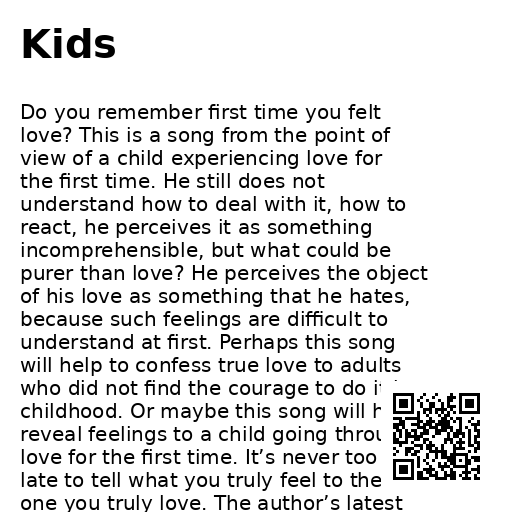 Kids
Do you remember first time you felt
love? This is a song from the point of
view of a child experiencing love for
the first time. He still does not
understand how to deal with it, how to
react, he perceives it as something
incomprehensible, but what could be
purer than love? He perceives the object
of his love as something that he hates,
because such feelings are difficult to
understand at first. Perhaps this song
will help to confess true love to adults
who did not find the courage to do
childhood. Or maybe this song will
reveal feelings to a child going
love for the first time. It’s never too
late to tell what you truly feel to the
one you truly love. The author’s latest